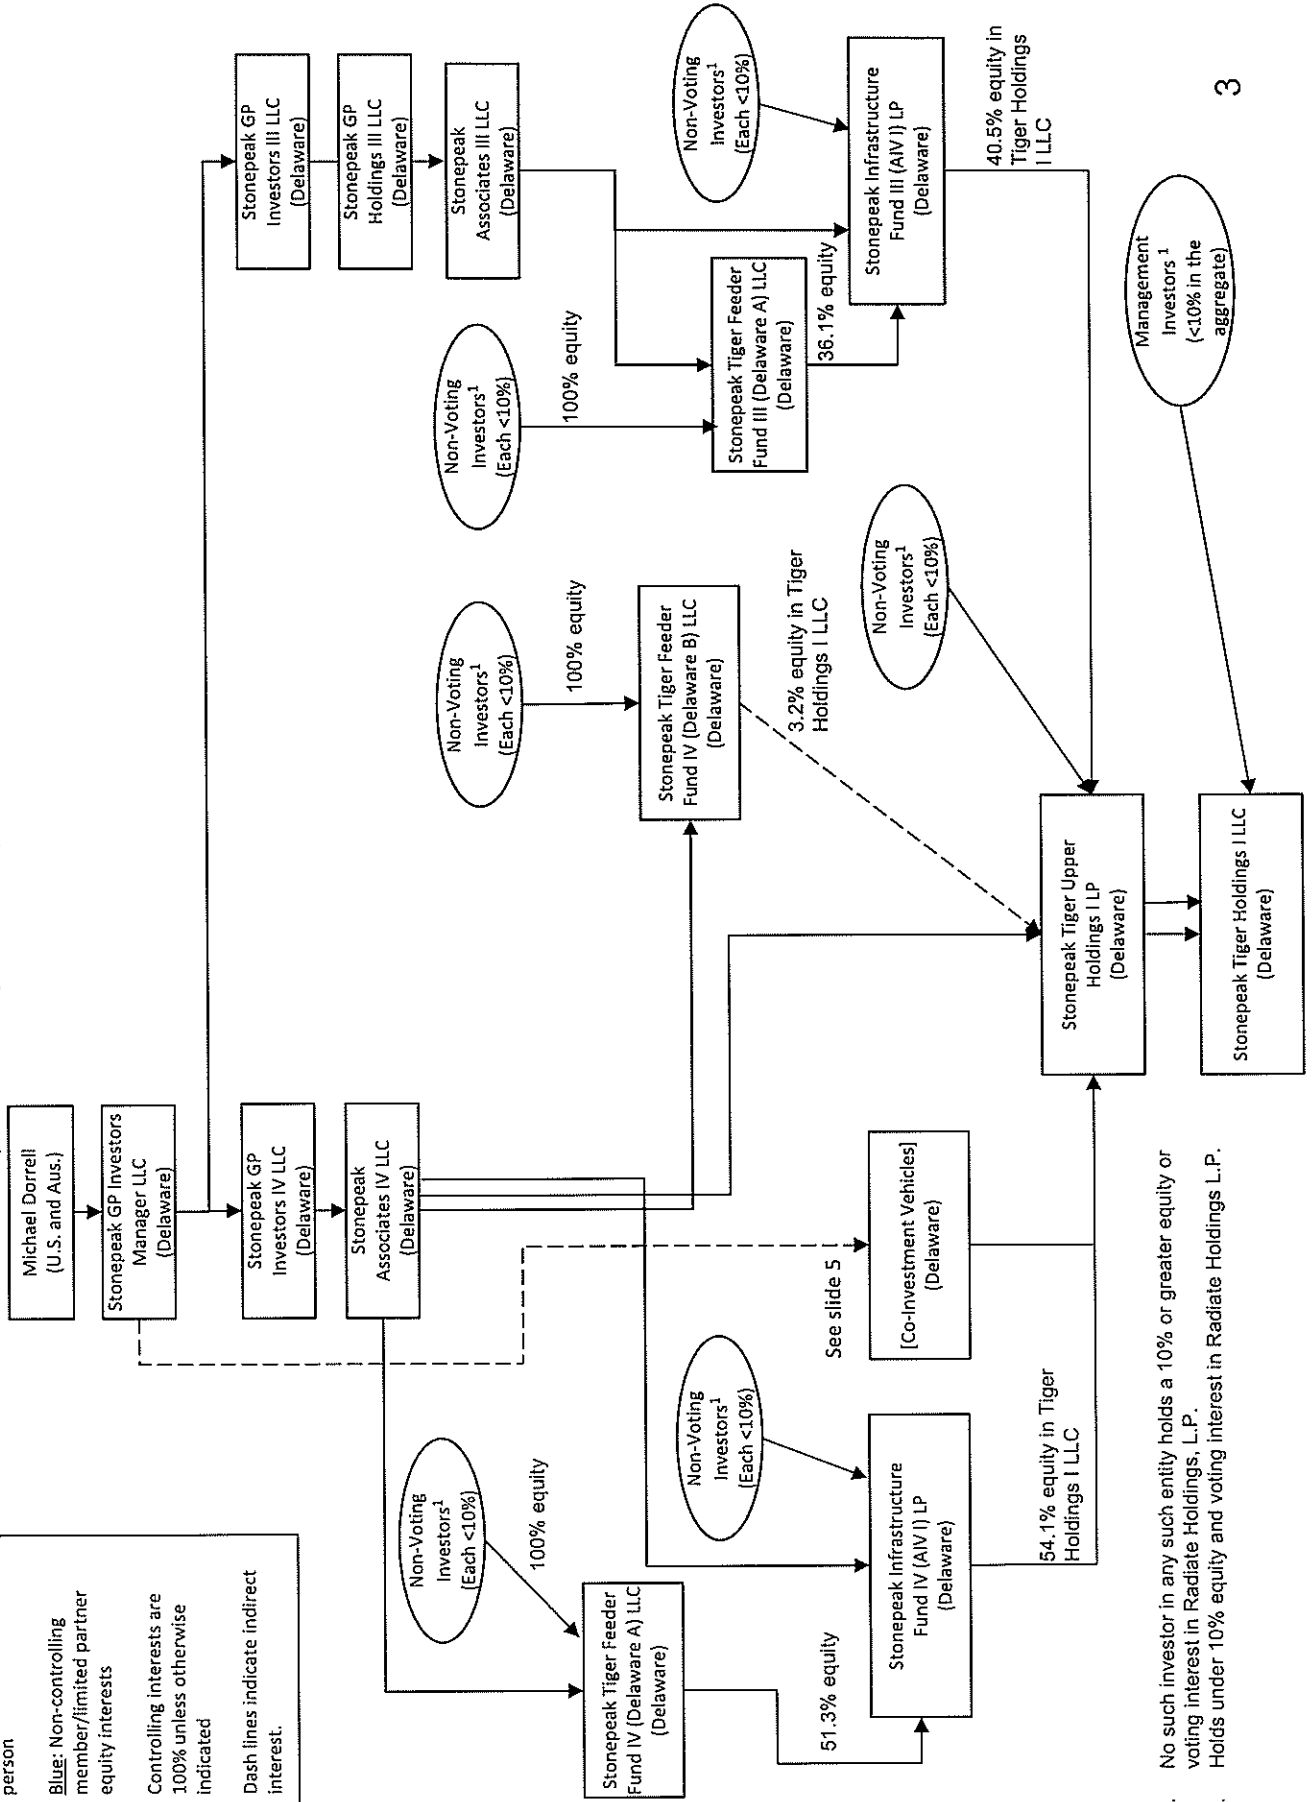 person
Blue: Non-controlling
member/limited partner
equity interests
Controlling interests are
100% unless otherwise
indicated
Dash lines indicate indirect
interest.
Michael Dorrell
(U.S. and Aus.)
Stonepeak GP Investors
Manager LLC
(Delaware)
Stonepeak GP
Investors IV LLC
(Delaware)
Stonepeak
Associates IV LLC
(Delaware)
Stonepeak GP
Investors III LLC
(Delaware)
Stonepeak GP
Holdings III LLC
(Delaware)
Stonepeak
Associates III LLC
(Delaware)
Non-Voting
Investors¹
(Each <10%)
100% equity
Stonepeak Tiger Feeder
Fund IV (Delaware A) LLC
(Delaware)
51.3% equity
Non-Voting
Investors¹
(Each <10%)
Stonepeak Infrastructure
Fund IV (AIV I) LP
(Delaware)
54.1% equity in Tiger
Holdings I LLC
See slide 5
[Co-Investment Vehicles]
(Delaware)
Non-Voting
Investors¹
(Each <10%)
100% equity
Stonepeak Tiger Feeder
Fund IV (Delaware B) LLC
(Delaware)
3.2% equity in Tiger
Holdings I LLC
Non-Voting
Investors¹
(Each <10%)
100% equity
Stonepeak Tiger Feeder
Fund III (Delaware A) LLC
(Delaware)
36.1% equity
Non-Voting
Investors¹
(Each <10%)
Stonepeak Infrastructure
Fund III (AIV I) LP
(Delaware)
40.5% equity in
Tiger Holdings
I LLC
Non-Voting
Investors¹
(Each <10%)
Stonepeak Tiger Upper
Holdings I LP
(Delaware)
Management
Investors ¹
(<10% in the
aggregate)
Stonepeak Tiger Holdings I LLC
(Delaware)
No such investor in any such entity holds a 10% or greater equity or
voting interest in Radiate Holdings, L.P.
Holds under 10% equity and voting interest in Radiate Holdings L.P.
3